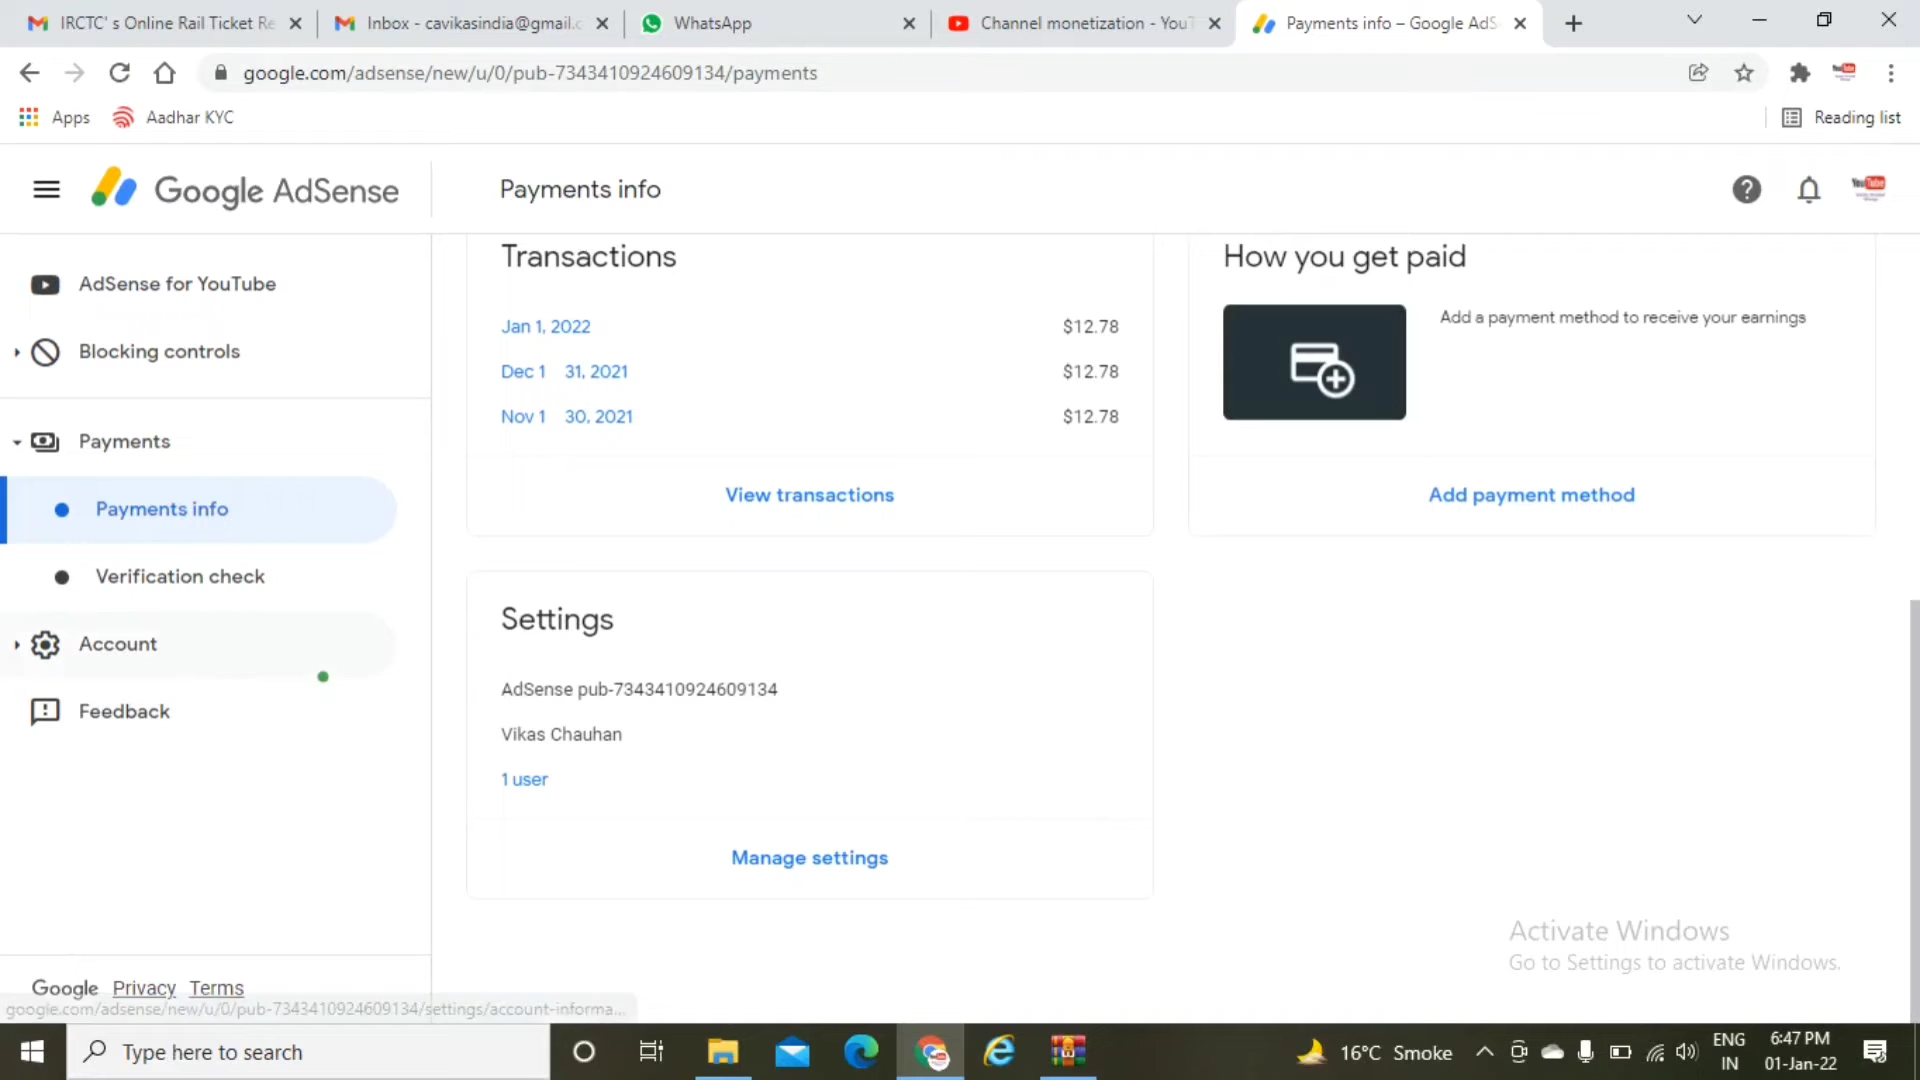 IRCTC' s Online Rail Ticket Re
Inbox - cavikasindia@gmail.c
WhatsApp
Channel monetization - YouT
Payments info – Google AdS
google.com/adsense/new/u/0/pub-7343410924609134/payments
Apps
Aadhar KYC
Reading list
Google AdSense
Payments info
AdSense for YouTube
Blocking controls
Payments
Payments info
Verification check
Account
Feedback
Transactions
Jan 1, 2022 $12.78
Dec 1 31, 2021 $12.78
Nov 1 30, 2021 $12.78
View transactions
How you get paid
Add a payment method to receive your earnings
Add payment method
Settings
AdSense pub-7343410924609134
Vikas Chauhan
1 user
Manage settings
Activate Windows
Go to Settings to activate Windows.
Google Privacy Terms
google.com/adsense/new/u/0/pub-7343410924609134/settings/account-informa...
Type here to search
16°C Smoke
ENG
IN
6:47 PM
01-Jan-22